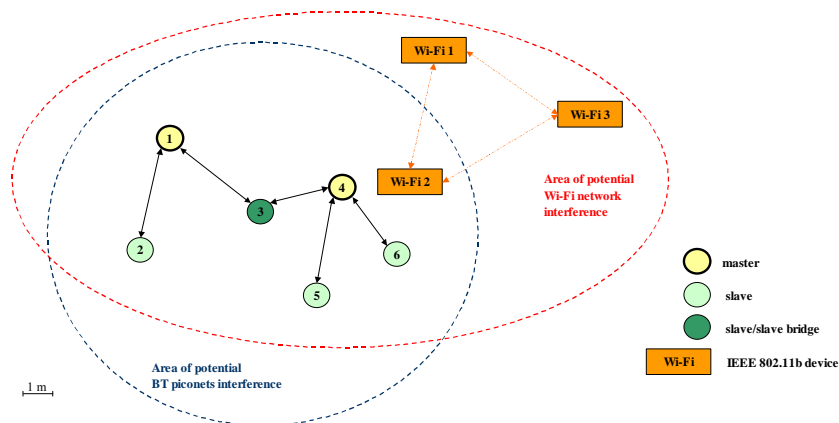 Wi-Fi 1
Wi-Fi 3
1
Wi-Fi 2
4
Area of potential
Wi-Fi network
interference
3
2
6
5
master
slave
slave/slave bridge
Wi-Fi
IEEE 802.11b device
Area of potential
BT piconets interference
1 m